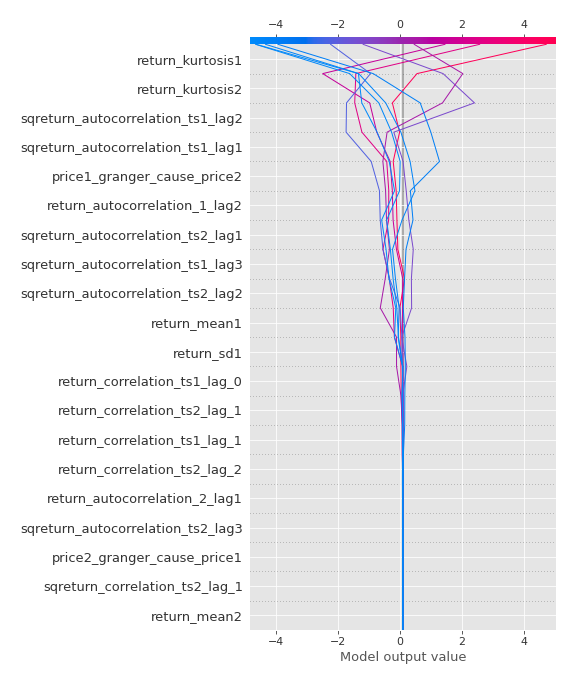 −4 −2 0 2 4
return_kurtosis1
return_kurtosis2
sqreturn_autocorrelation_ts1_lag2
sqreturn_autocorrelation_ts1_lag1
price1_granger_cause_price2
return_autocorrelation_1_lag2
sqreturn_autocorrelation_ts2_lag1
sqreturn_autocorrelation_ts1_lag3
sqreturn_autocorrelation_ts2_lag2
return_mean1
return_sd1
return_correlation_ts1_lag_0
return_correlation_ts2_lag_1
return_correlation_ts1_lag_1
return_correlation_ts2_lag_2
return_autocorrelation_2_lag1
sqreturn_autocorrelation_ts2_lag3
price2_granger_cause_price1
sqreturn_correlation_ts2_lag_1
return_mean2
−4 −2 0 2 4
Model output value